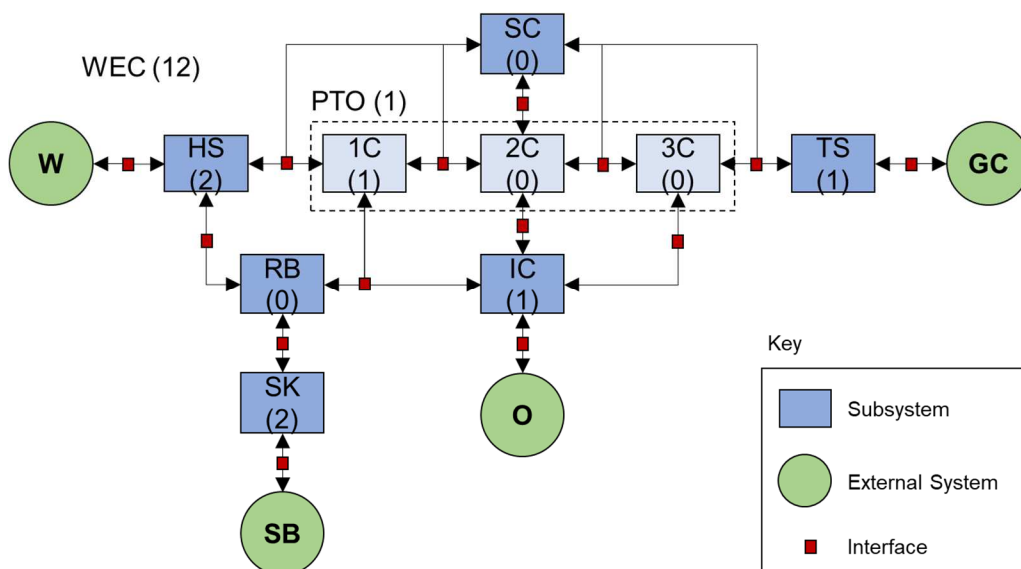 SC
(0)
WEC (12)
PTO (1)
W
HS
(2)
1C
(1)
2C
(0)
3C
(0)
TS
(1)
GC
RB
(0)
IC
(1)
SK
(2)
O
SB
Key
Subsystem
External System
Interface